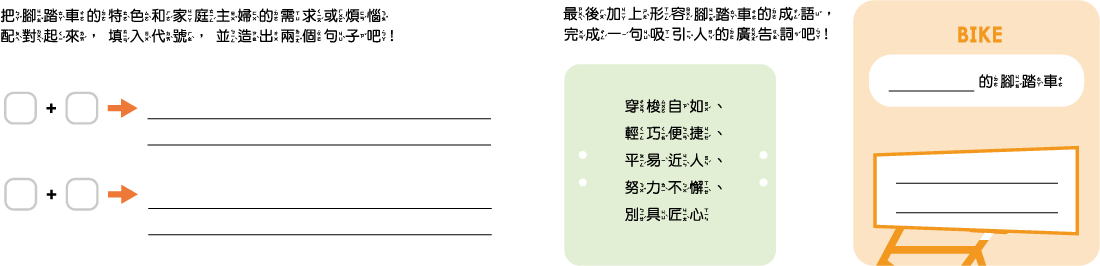 把腳踏車的特色和家庭主婦的需求或煩惱
配對起來，填入代號，並造出兩個句子吧！
+
+
最後加上形容腳踏車的成語，
完成一句吸引人的廣告詞吧！
穿梭自如、
輕巧便捷、
平易近人、
努力不懈、
別具匠心
BIKE
的腳踏車